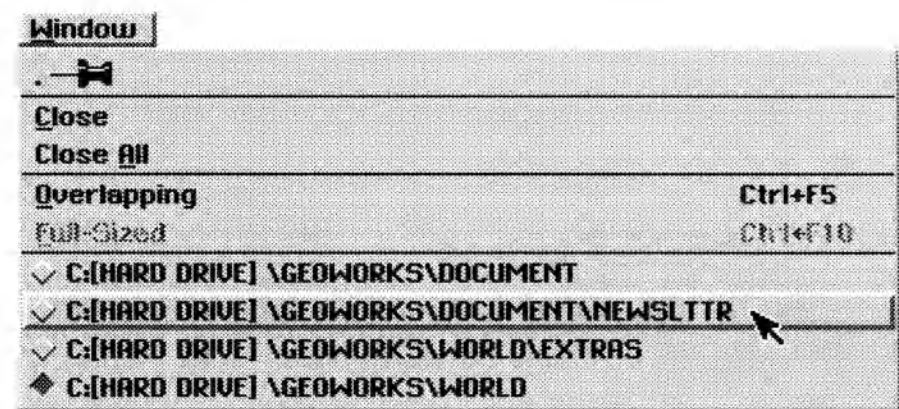 Window
Close
Close All
Overlapping Ctrl+F5
Full-Sized Ctrl+F10
C:[HARD DRIVE] \GEOWORKS\DOCUMENT
C:[HARD DRIVE] \GEOWORKS\DOCUMENT\NEWSLTTR
C:[HARD DRIVE] \GEOWORKS\WORLD\EXTRAS
C:[HARD DRIVE] \GEOWORKS\WORLD